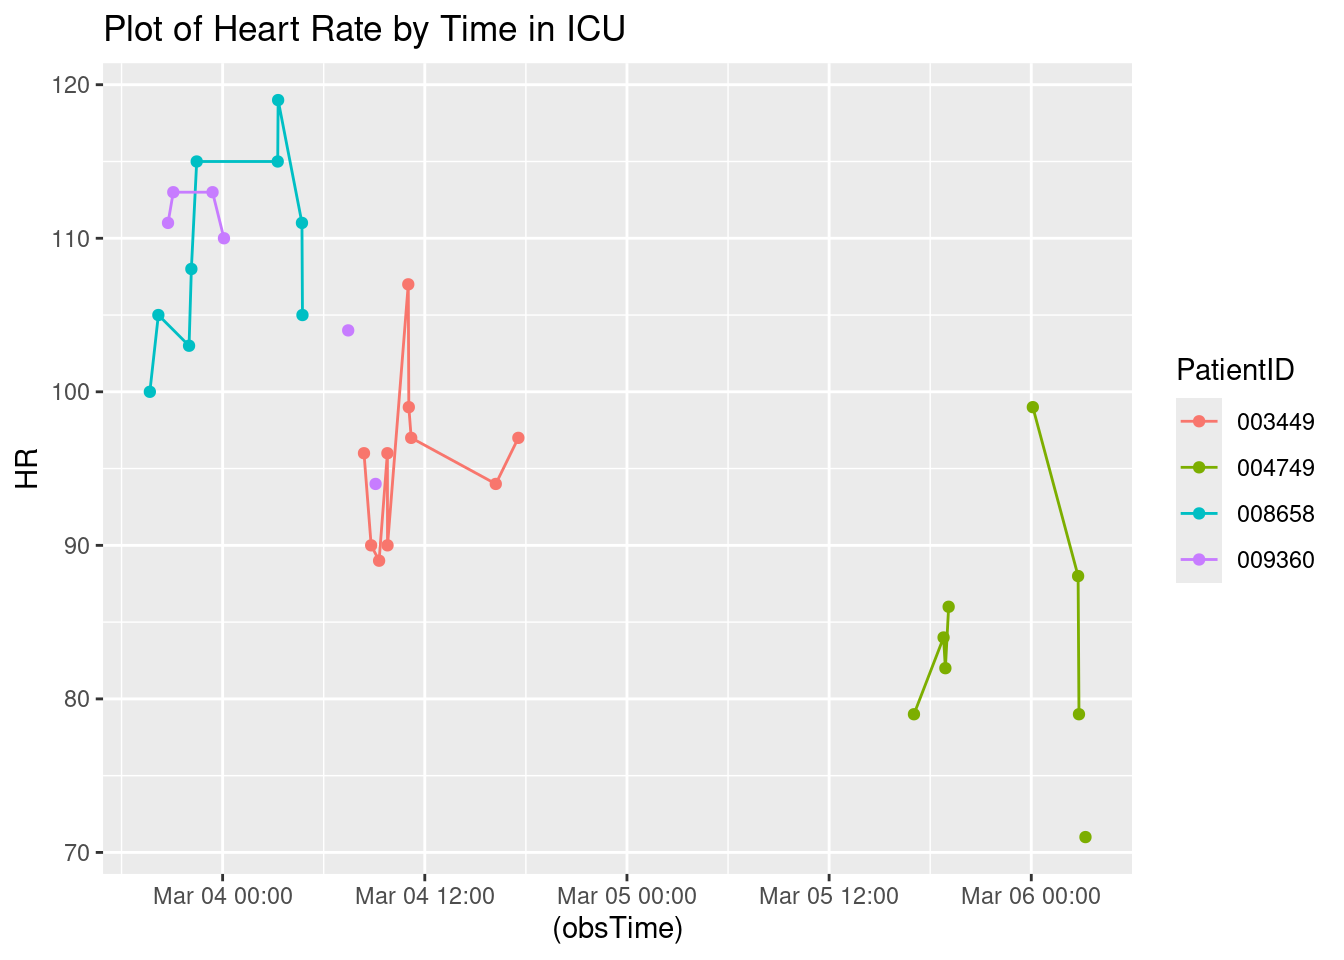 Plot of Heart Rate by Time in ICU
120
110
100
90
80
70
HR
Mar 04 00:00
Mar 04 12:00
Mar 05 00:00
Mar 05 12:00
Mar 06 00:00
(obsTime)
PatientID
003449
004749
008658
009360